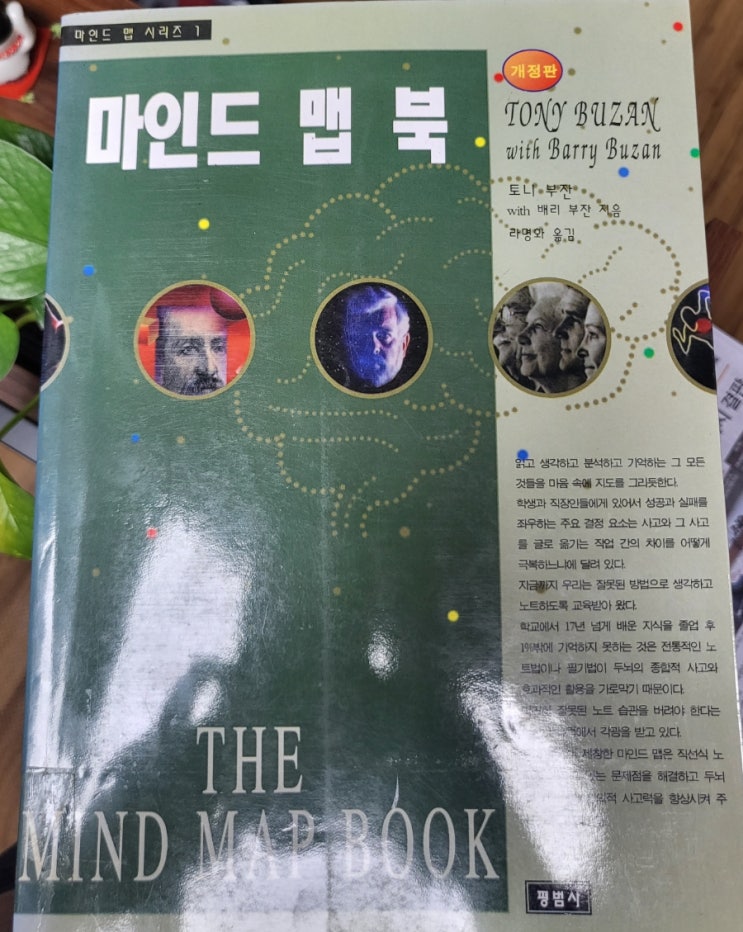 마인드 맵 시리즈 1
마인드 맵 북
개정판
TONY BUZAN
with Barry Buzan
토니 부잔
with 배리 부잔 지음
라명화 옮김
읽고 생각하고 분석하고 기억하는 그 모든
것들을 마음 속에 지도를 그리듯한다.
학생과 직장인들에게 있어서 성공과 실패를
좌우하는 주요 결정 요소는 사고와 그 사고
를 글로 옮기는 작업 간의 차이를 어떻게
극복하느냐에 달려 있다.
지금까지 우리는 잘못된 방법으로 생각하고
노트하도록 교육받아 왔다.
학교에서 17년 넘게 배운 지식을 졸업 후
1%밖에 기억하지 못하는 것은 전통적인 노
트법이나 필기법이 두뇌의 종합적 사고와
효과적인 활용을 가로막기 때문이다.
잘못된 노트 습관을 버려야 한다는
각광을 받고 있다.
제창한 마인드 맵은 직선식 노
문제점을 해결하고 두뇌
사고력을 향상시켜 주
THE
MIND MAP BOOK
평범사